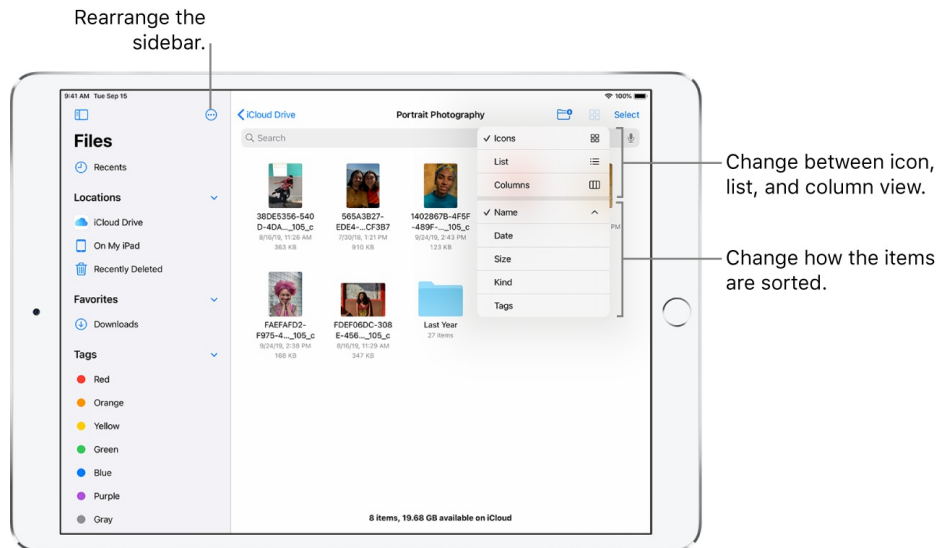 Rearrange the
sidebar.
9:41 AM Tue Sep 15
100%
Files
Recents
Locations
iCloud Drive
On My iPad
Recently Deleted
Favorites
Downloads
Tags
Red
Orange
Yellow
Green
Blue
Purple
Gray
iCloud Drive
Portrait Photography
Select
Search
38DE5356-540
D-4DA..._105_c
8/16/19, 11:26 AM
363 KB
565A3B27-
EDE4-...CF3B7
7/30/19, 1:21 PM
910 KB
1402867B-4F5F
-489F-..._105_c
9/24/19, 2:43 PM
123 KB
PM
FAEFAFD2-
F975-4..._105_c
9/24/19, 2:38 PM
168 KB
FDEF06DC-308
E-456..._105_c
8/16/19, 11:29 AM
347 KB
Last Year
27 items
Icons
List
Columns
Name
Date
Size
Kind
Tags
8 items, 19.68 GB available on iCloud
Change between icon,
list, and column view.
Change how the items
are sorted.